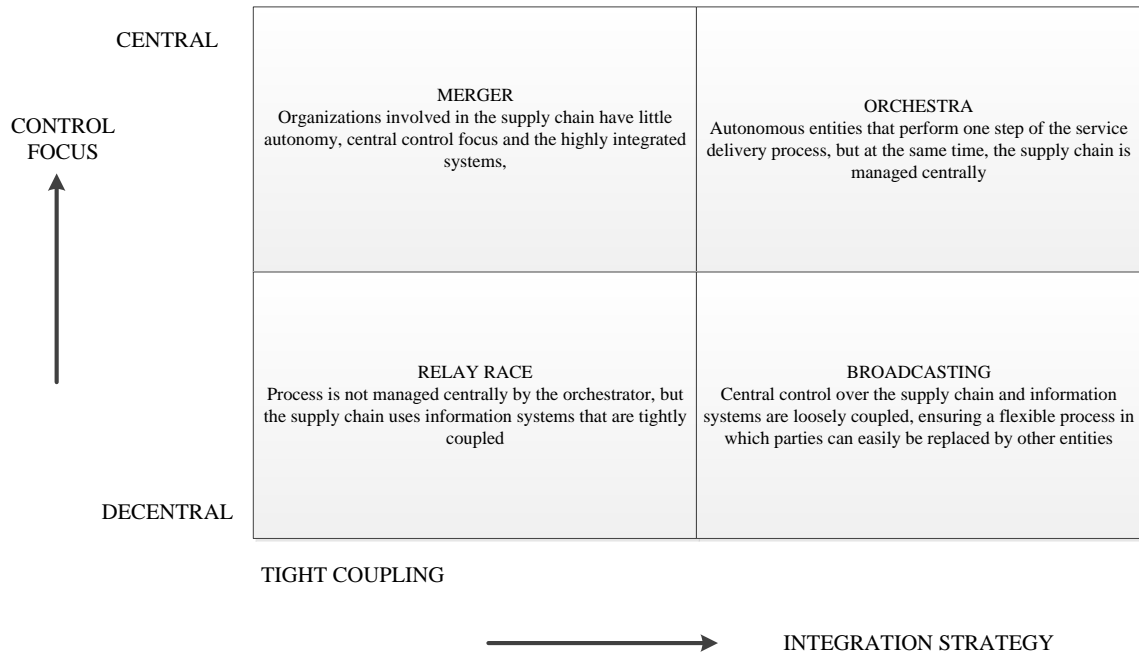 CENTRAL
CONTROL
FOCUS
MERGER
Organizations involved in the supply chain have little
autonomy, central control focus and the highly integrated
systems,
ORCHESTRA
Autonomous entities that perform one step of the service
delivery process, but at the same time, the supply chain is
managed centrally
RELAY RACE
Process is not managed centrally by the orchestrator, but
the supply chain uses information systems that are tightly
coupled
BROADCASTING
Central control over the supply chain and information
systems are loosely coupled, ensuring a flexible process in
which parties can easily be replaced by other entities
DECENTRAL
TIGHT COUPLING
INTEGRATION STRATEGY